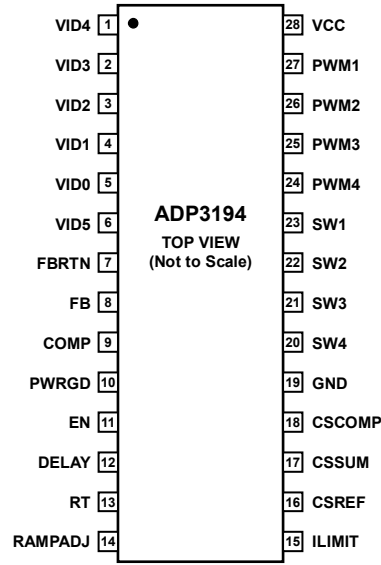 VID4 1 28 VCC
VID3 2 27 PWM1
VID2 3 26 PWM2
VID1 4 25 PWM3
VID0 5 24 PWM4
ADP3194
VID5 6 23 SW1
TOP VIEW
(Not to Scale)
FBRTN 7 22 SW2
FB 8 21 SW3
COMP 9 20 SW4
PWRGD 10 19 GND
EN 11 18 CSCOMP
DELAY 12 17 CSSUM
RT 13 16 CSREF
RAMPADJ 14 15 ILIMIT